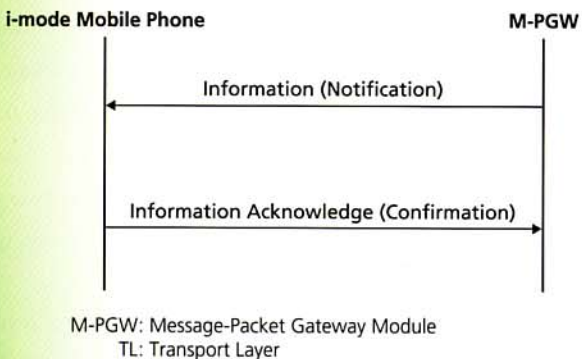 i-mode Mobile Phone M-PGW
Information (Notification)
Information Acknowledge (Confirmation)
M-PGW: Message-Packet Gateway Module
TL: Transport Layer